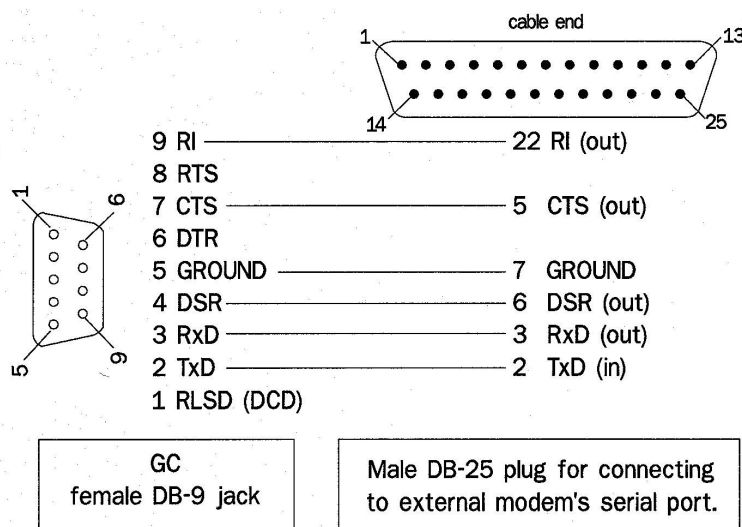 cable end
1 13
14 25
9 RI 22 RI (out)
8 RTS
7 CTS 5 CTS (out)
6 DTR
5 GROUND 7 GROUND
4 DSR 6 DSR (out)
3 RxD 3 RxD (out)
2 TxD 2 TxD (in)
1 RLSD (DCD)
1 6
5 9
GC
female DB-9 jack
Male DB-25 plug for connecting
to external modem's serial port.